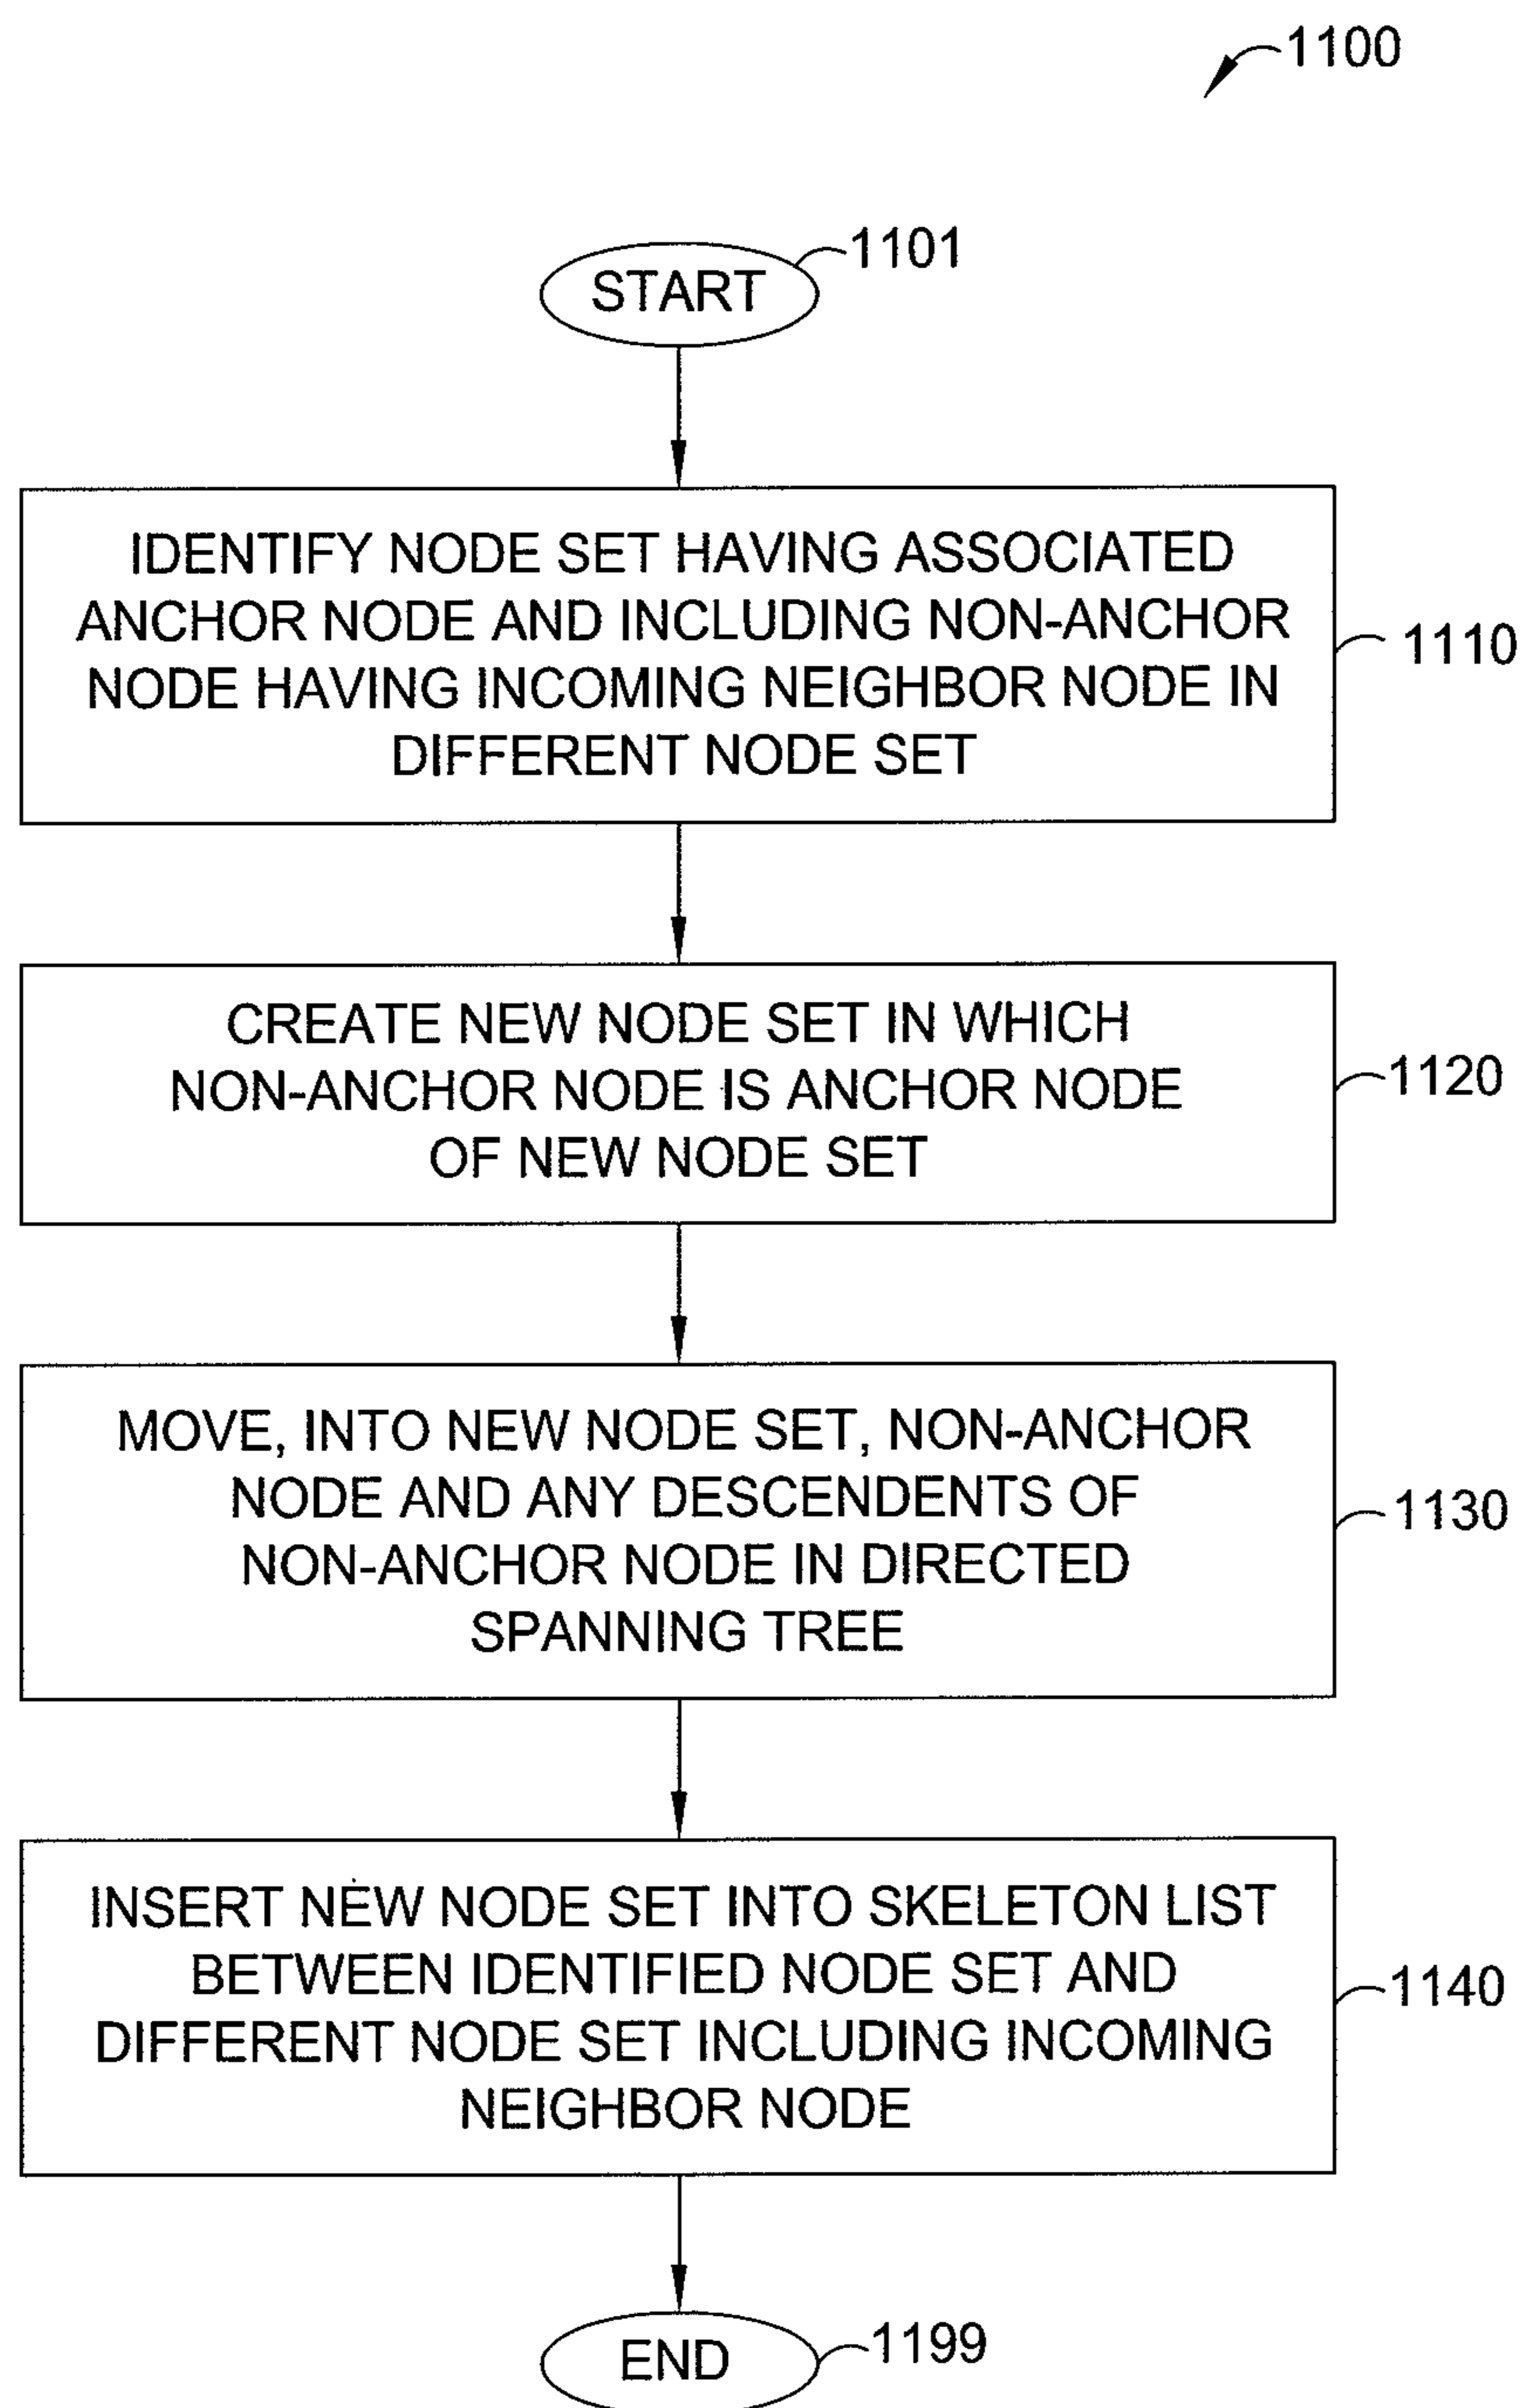 1100
START
1101
IDENTIFY NODE SET HAVING ASSOCIATED
ANCHOR NODE AND INCLUDING NON-ANCHOR
NODE HAVING INCOMING NEIGHBOR NODE IN
DIFFERENT NODE SET
1110
CREATE NEW NODE SET IN WHICH
NON-ANCHOR NODE IS ANCHOR NODE
OF NEW NODE SET
1120
MOVE, INTO NEW NODE SET, NON-ANCHOR
NODE AND ANY DESCENDENTS OF
NON-ANCHOR NODE IN DIRECTED
SPANNING TREE
1130
INSERT NEW NODE SET INTO SKELETON LIST
BETWEEN IDENTIFIED NODE SET AND
DIFFERENT NODE SET INCLUDING INCOMING
NEIGHBOR NODE
1140
END
1199